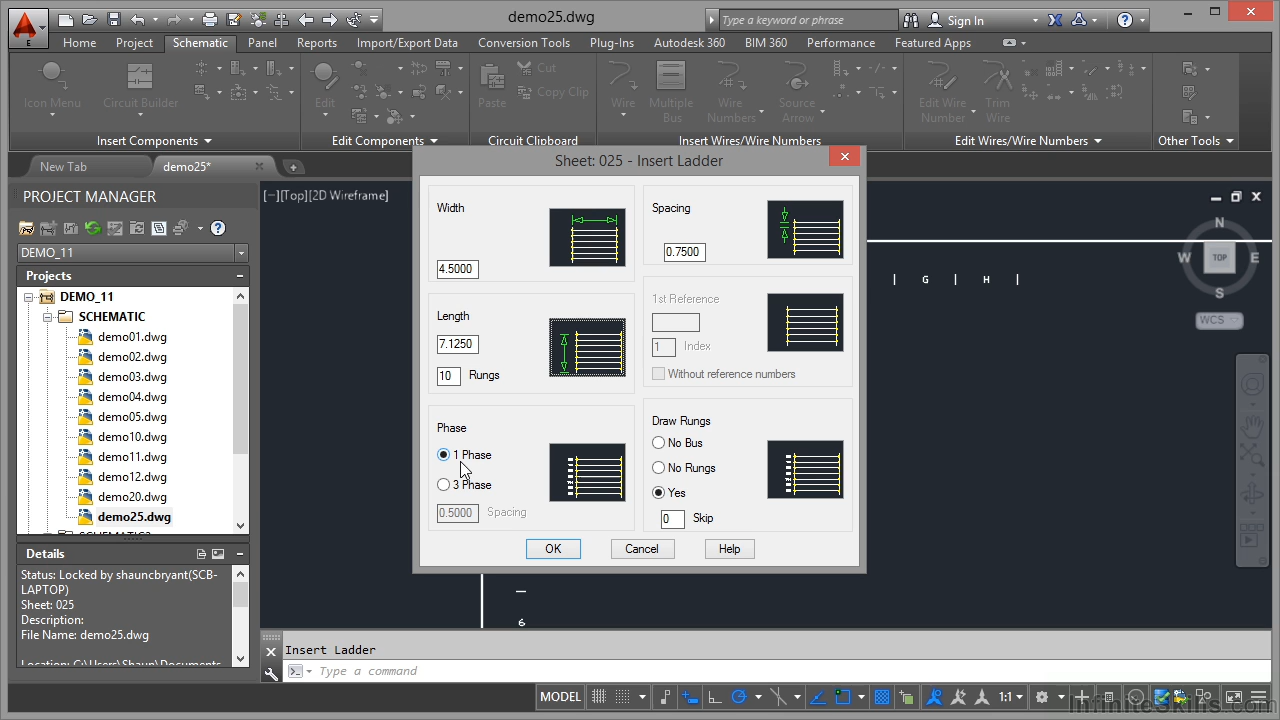 demo25.dwg
Type a keyword or phrase
Sign In
E
Home
Project
Schematic
Panel
Reports
Import/Export Data
Conversion Tools
Plug-Ins
Autodesk 360
BIM 360
Performance
Featured Apps
Icon Menu
Circuit Builder
Edit
Paste
Cut
Copy Clip
Wire
Multiple Bus
Wire Numbers
Source Arrow
Edit Wire Number
Trim Wire
Insert Components
Edit Components
Circuit Clipboard
Insert Wires/Wire Numbers
Edit Wires/Wire Numbers
Other Tools
New Tab
demo25*
PROJECT MANAGER
DEMO_11
Projects
DEMO_11
SCHEMATIC
demo01.dwg
demo02.dwg
demo03.dwg
demo04.dwg
demo05.dwg
demo10.dwg
demo11.dwg
demo12.dwg
demo20.dwg
demo25.dwg
Details
Status: Locked by shauncbryant(SCB-
LAPTOP)
Sheet: 025
Description:
File Name: demo25.dwg
Location: C:\Users\Shaun\Documents
[−][Top][2D Wireframe]
Sheet: 025 - Insert Ladder
Width
4.5000
Spacing
0.7500
Length
7.1250
10 Rungs
1st Reference
1 Index
Without reference numbers
Phase
1 Phase
3 Phase
0.5000 Spacing
Draw Rungs
No Bus
No Rungs
Yes
0 Skip
OK
Cancel
Help
G
H
N
W
TOP
E
S
WCS
6
Insert Ladder
Type a command
MODEL
1:1
InfiniteSkills.com